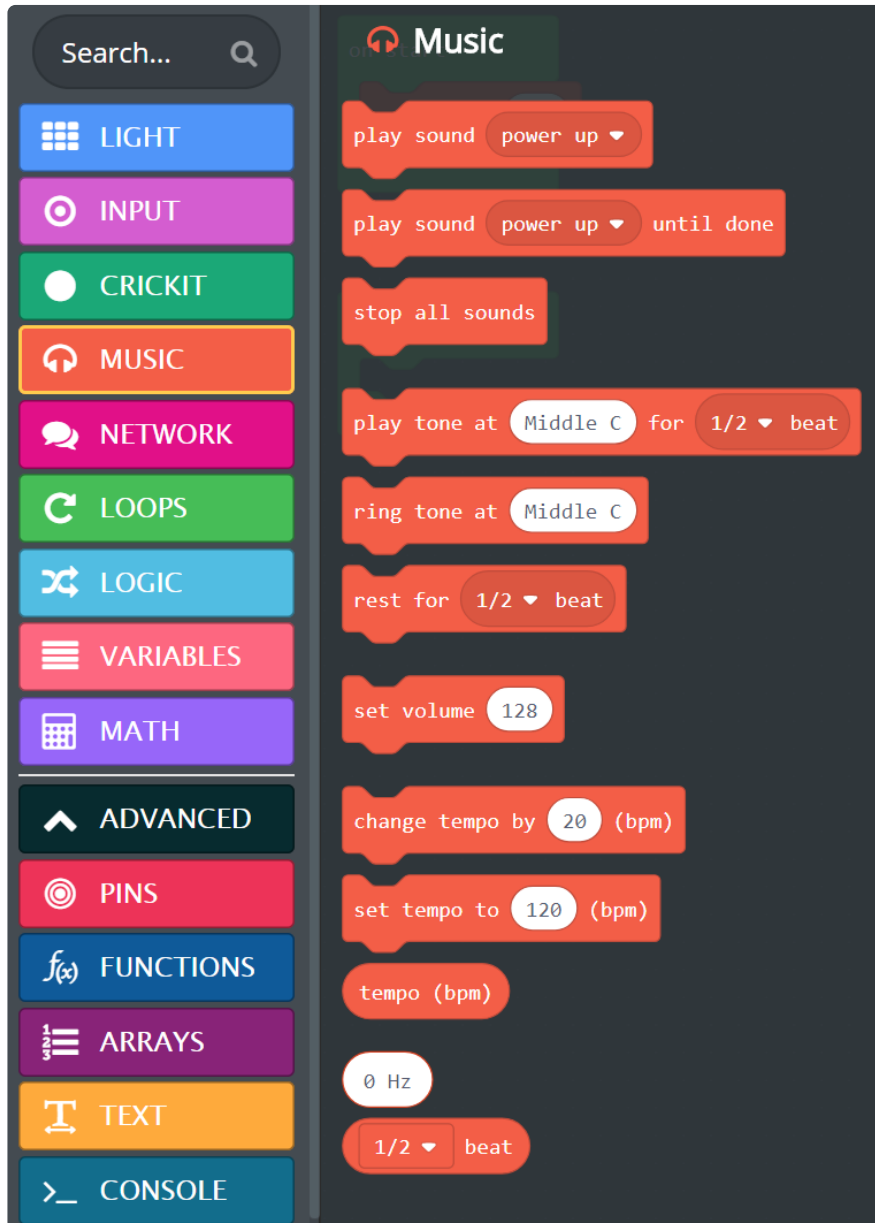 Search...
LIGHT
INPUT
CRICKIT
MUSIC
NETWORK
LOOPS
LOGIC
VARIABLES
MATH
ADVANCED
PINS
f(x) FUNCTIONS
1 2 3 ARRAYS
T TEXT
>_ CONSOLE
Music
play sound power up
play sound power up until done
stop all sounds
play tone at Middle C for 1/2 beat
ring tone at Middle C
rest for 1/2 beat
set volume 128
change tempo by 20 (bpm)
set tempo to 120 (bpm)
tempo (bpm)
0 Hz
1/2 beat